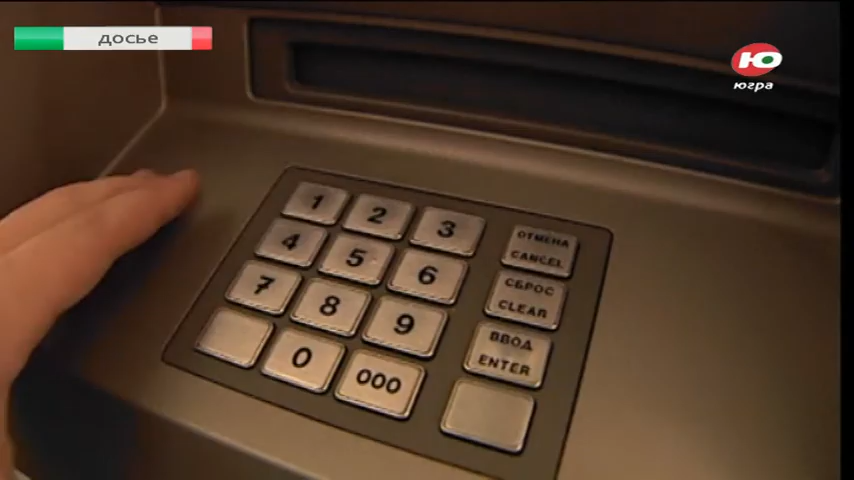 досье
Ю
югра
1 2 3
4 5 6
7 8 9
0 000
ОТМЕНА
CANCEL
СБРОС
CLEAR
ВВОД
ENTER